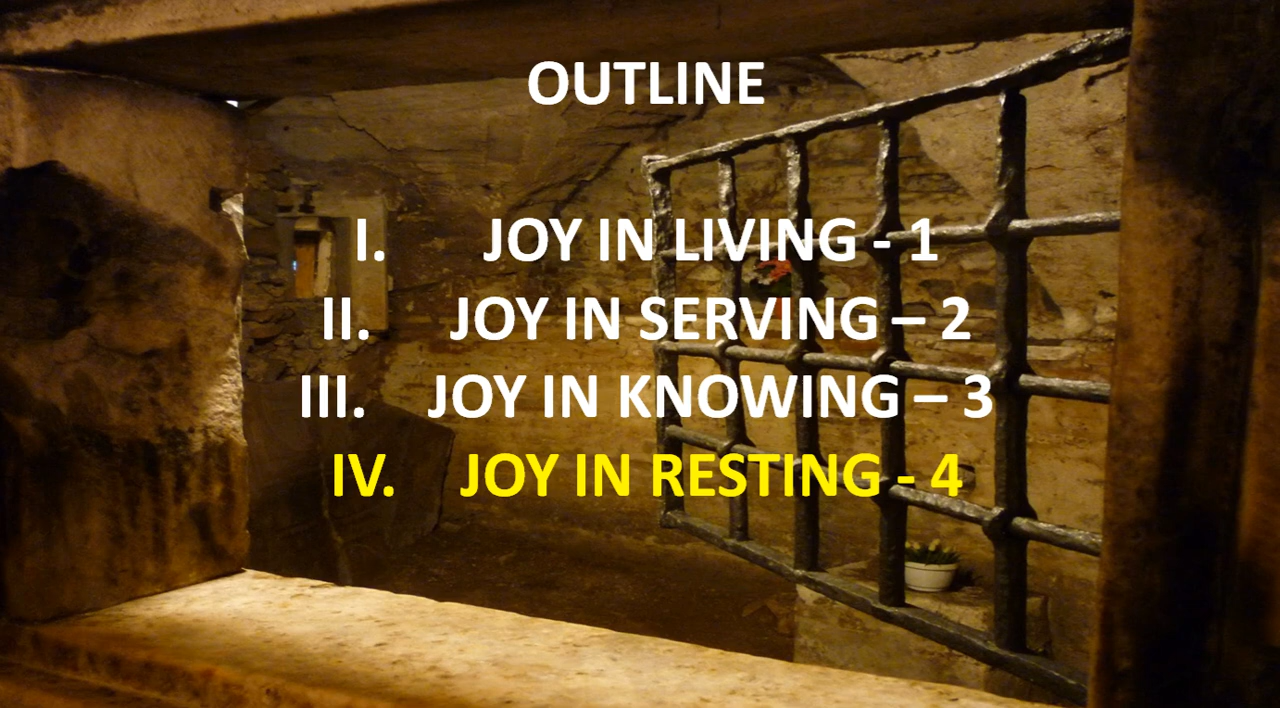 OUTLINE
I. JOY IN LIVING - 1
II. JOY IN SERVING – 2
III. JOY IN KNOWING – 3
IV. JOY IN RESTING - 4